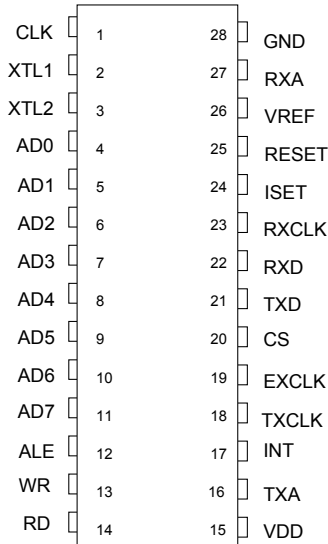 CLK 1 28 GND
XTL1 2 27 RXA
XTL2 3 26 VREF
AD0 4 25 RESET
AD1 5 24 ISET
AD2 6 23 RXCLK
AD3 7 22 RXD
AD4 8 21 TXD
AD5 9 20 CS
AD6 10 19 EXCLK
AD7 11 18 TXCLK
ALE 12 17 INT
WR 13 16 TXA
RD 14 15 VDD